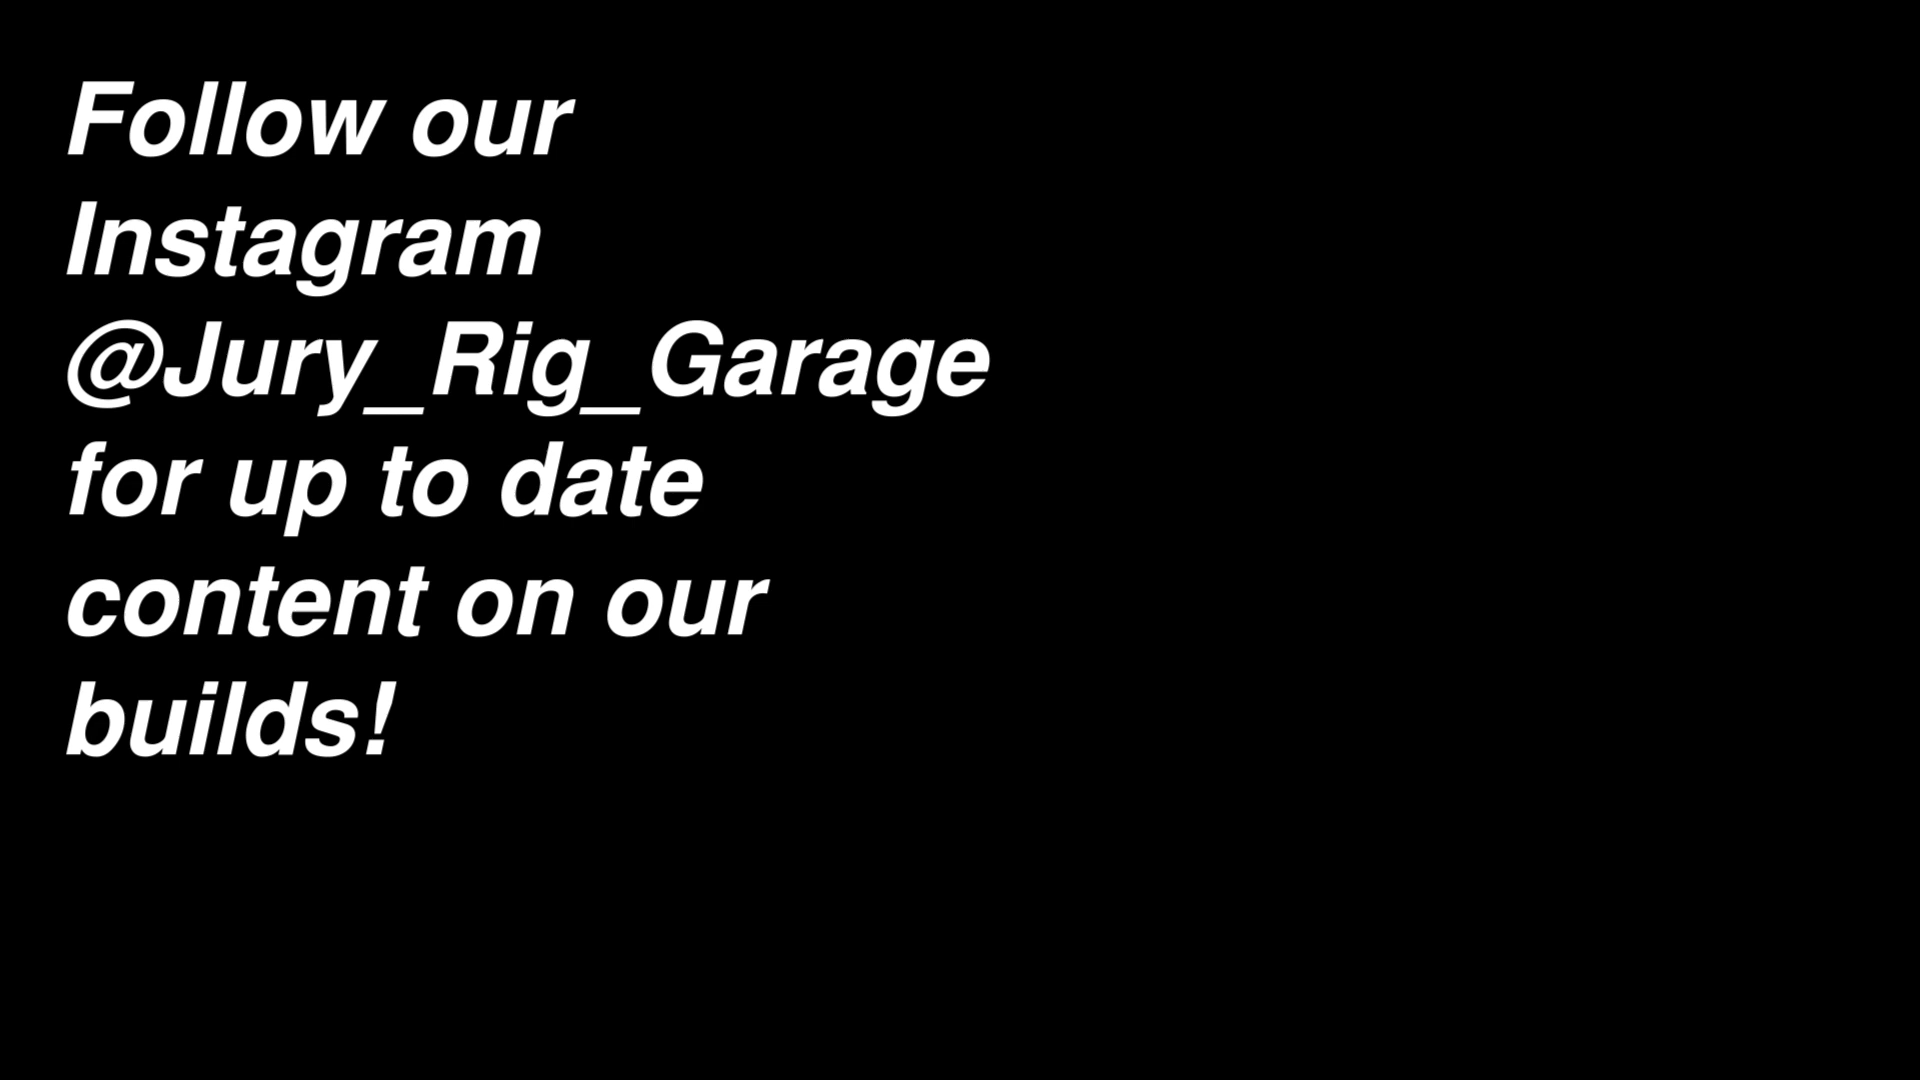 Follow our
Instagram
@Jury_Rig_Garage
for up to date
content on our
builds!